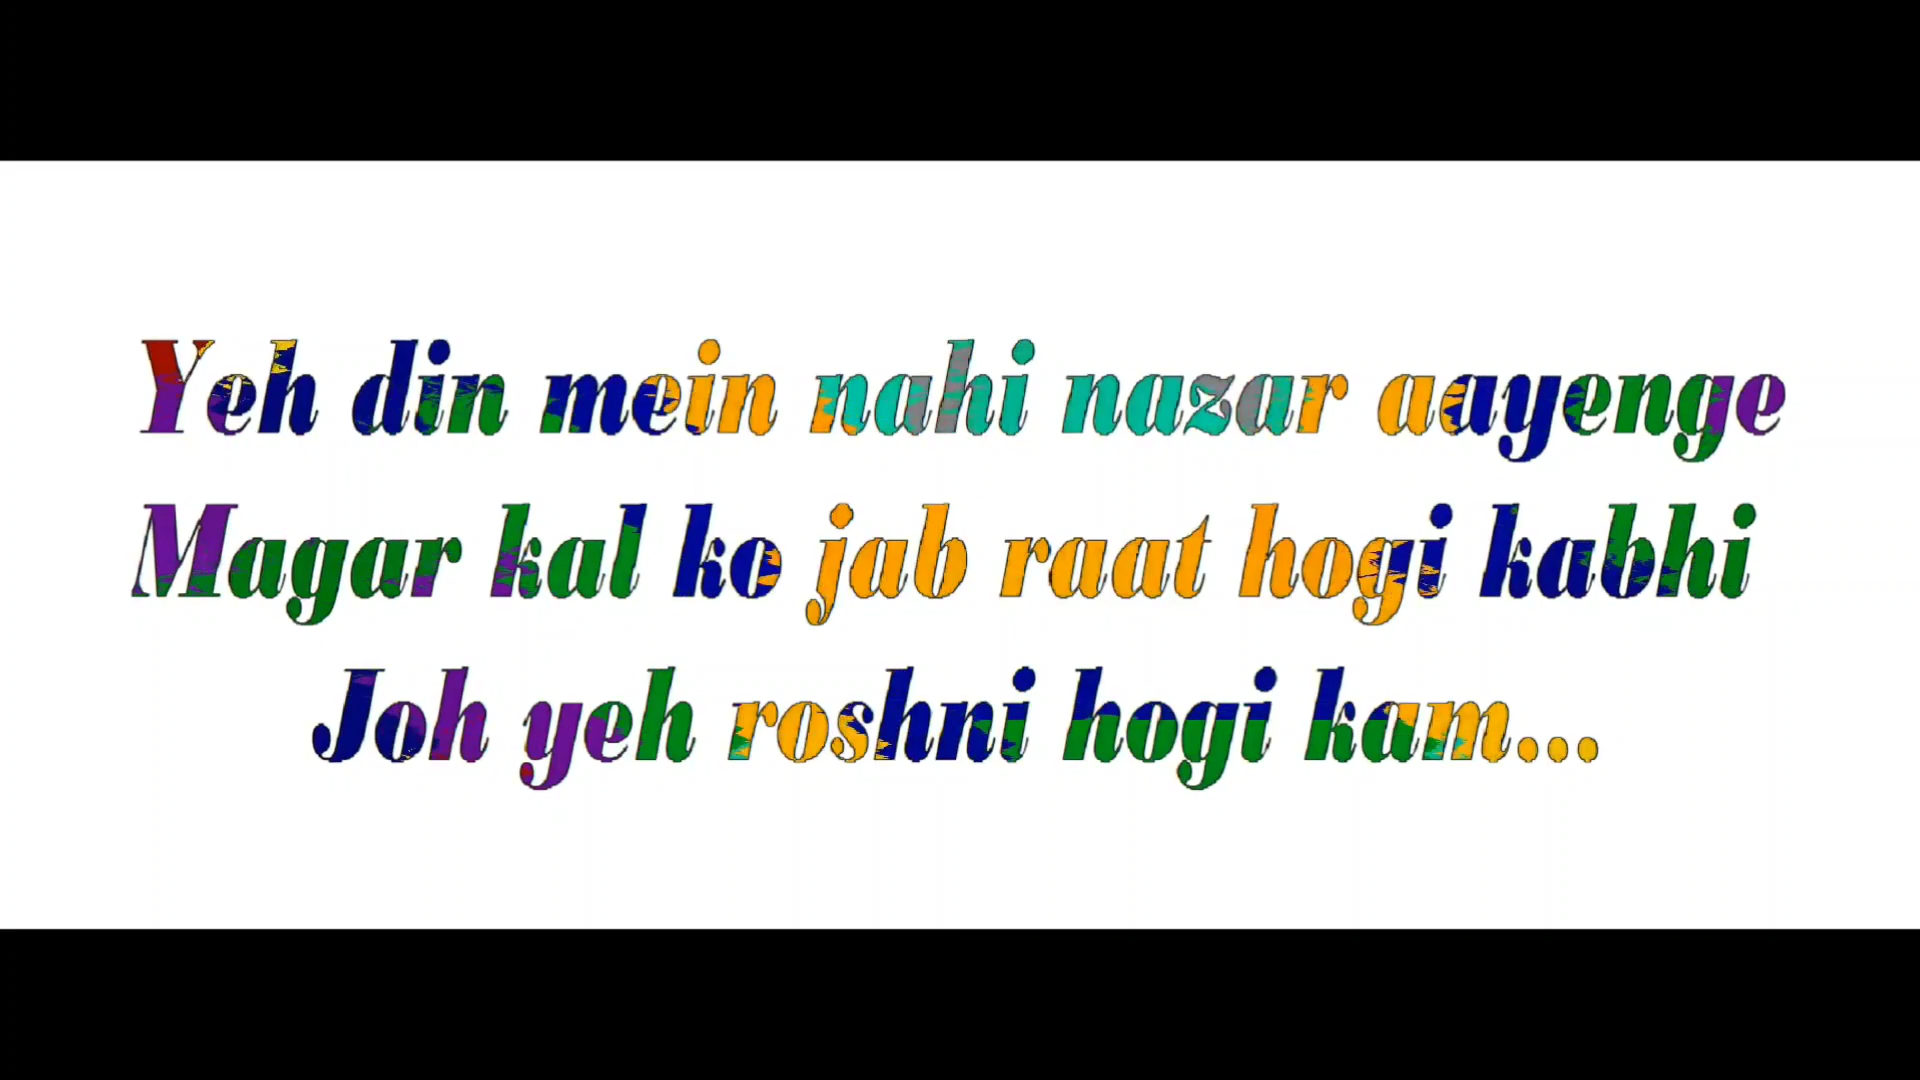 Yeh din mein nahi nazar aayenge
Magar kal ko jab raat hogi kabhi
Joh yeh roshni hogi kam...